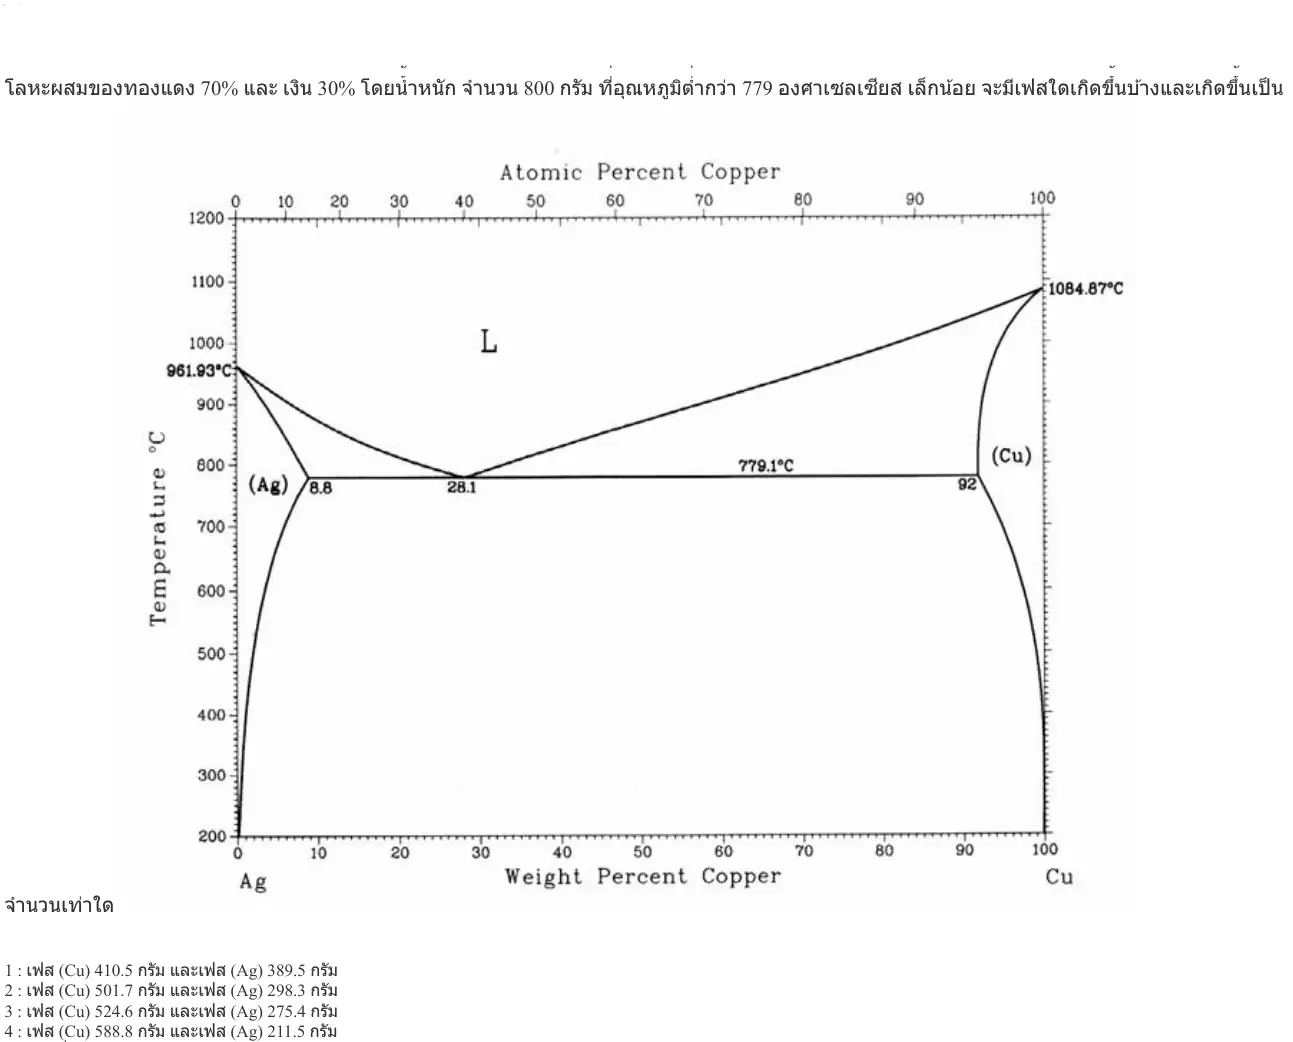 โลหะผสมของทองแดง 70% และ เงิน 30% โดยน้ำหนัก จำนวน 800 กรัม ที่อุณหภูมิต่ำกว่า 779 องศาเซลเซียส เล็กน้อย จะมีเฟสใดเกิดขึ้นบ้างและเกิดขึ้นเป็น
Atomic Percent Copper
0 10 20 30 40 50 60 70 80 90 100
1200
1100
1084.87°C
L
1000
961.93°C
900
800
779.1°C
(Cu)
(Ag)
8.8
28.1
92
Temperature °C
700
600
500
400
300
200
0 10 20 30 40 50 60 70 80 90 100
Ag
Weight Percent Copper
Cu
จำนวนเท่าใด
1 : เฟส (Cu) 410.5 กรัม และเฟส (Ag) 389.5 กรัม
2 : เฟส (Cu) 501.7 กรัม และเฟส (Ag) 298.3 กรัม
3 : เฟส (Cu) 524.6 กรัม และเฟส (Ag) 275.4 กรัม
4 : เฟส (Cu) 588.8 กรัม และเฟส (Ag) 211.5 กรัม